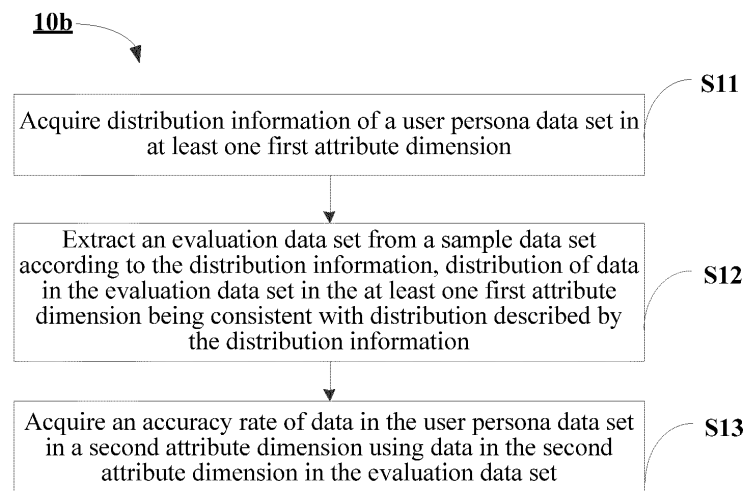 10b
S11
Acquire distribution information of a user persona data set in
at least one first attribute dimension
Extract an evaluation data set from a sample data set
according to the distribution information, distribution of data
in the evaluation data set in the at least one first attribute
dimension being consistent with distribution described by
the distribution information
S12
Acquire an accuracy rate of data in the user persona data set
in a second attribute dimension using data in the second
attribute dimension in the evaluation data set
S13